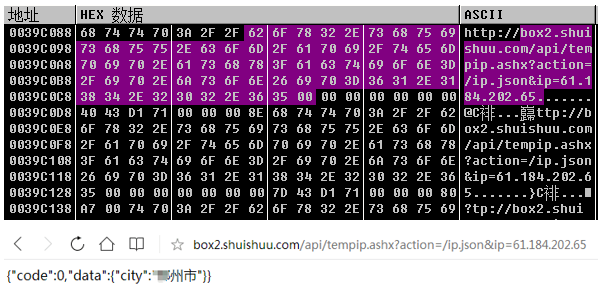 地址 HEX 数据 ASCII
0039C088 68 74 74 70 3A 2F 2F 62 6F 78 32 2E 73 68 75 69 http://box2.shui
0039C098 73 68 75 75 2E 63 6F 6D 2F 61 70 69 2F 74 65 6D shuu.com/api/tem
0039C0A8 70 69 70 2E 61 73 68 78 3F 61 63 74 69 6F 6E 3D pip.ashx?action=
0039C0B8 2F 69 70 2E 6A 73 6F 6E 26 69 70 3D 36 31 2E 31 /ip.json&ip=61.1
0039C0C8 38 34 2E 32 30 32 2E 36 35 00 00 00 00 00 00 00 84.202.65.......
0039C0D8 40 43 D1 71 00 00 00 8E 68 74 74 70 3A 2F 2F 62 @C ... ttp://b
0039C0E8 6F 78 32 2E 73 68 75 69 73 68 75 75 2E 63 6F 6D ox2.shuishuu.com
0039C0F8 2F 61 70 69 2F 74 65 6D 70 69 70 2E 61 73 68 78 /api/tempip.ashx
0039C108 3F 61 63 74 69 6F 6E 3D 2F 69 70 2E 6A 73 6F 6E ?action=/ip.json
0039C118 26 69 70 3D 36 31 2E 31 38 34 2E 32 30 32 2E 36 &ip=61.184.202.6
0039C128 35 00 00 00 00 00 00 00 7D 43 D1 71 00 00 00 80 5.......}C ...
0039C138 A7 00 74 70 3A 2F 2F 62 6F 78 32 2E 73 68 75 69 ?tp://box2.shui
box2.shuishuu.com/api/tempip.ashx?action=/ip.json&ip=61.184.202.65
{"code":0,"data":{"city":"州市"}}